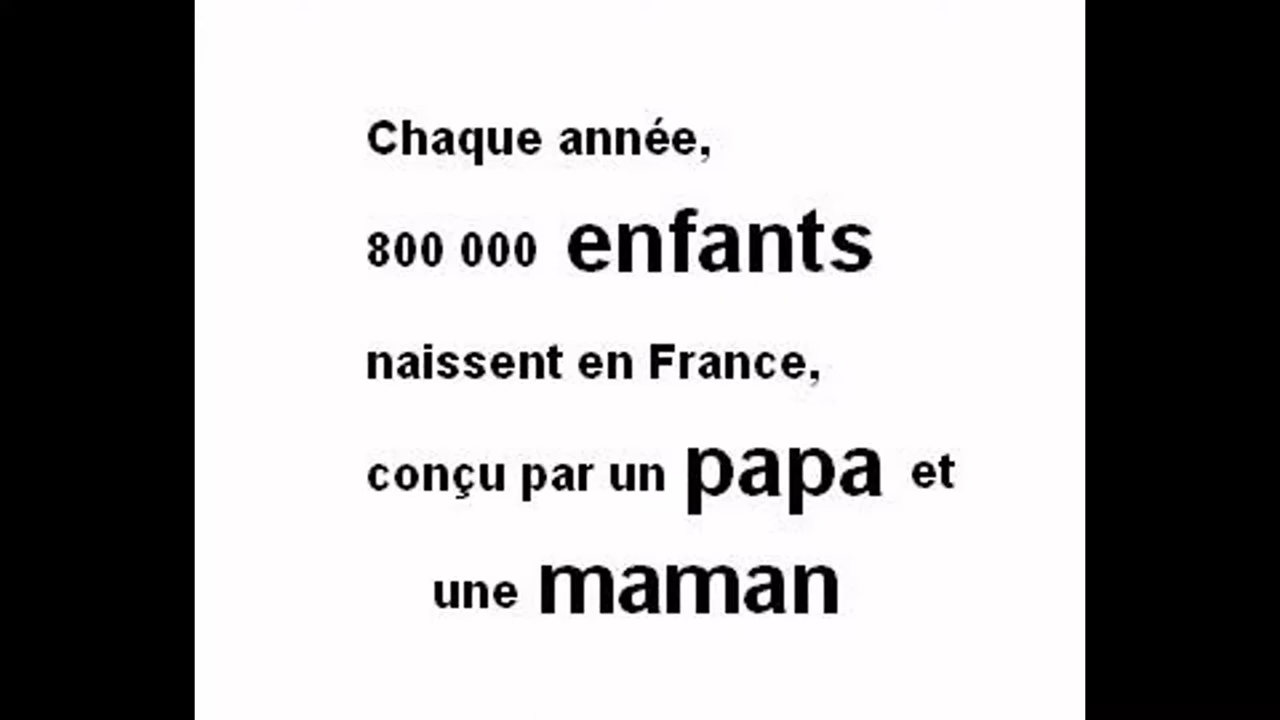 Chaque année,
800 000 enfants
naissent en France,
conçu par un papa et
une maman